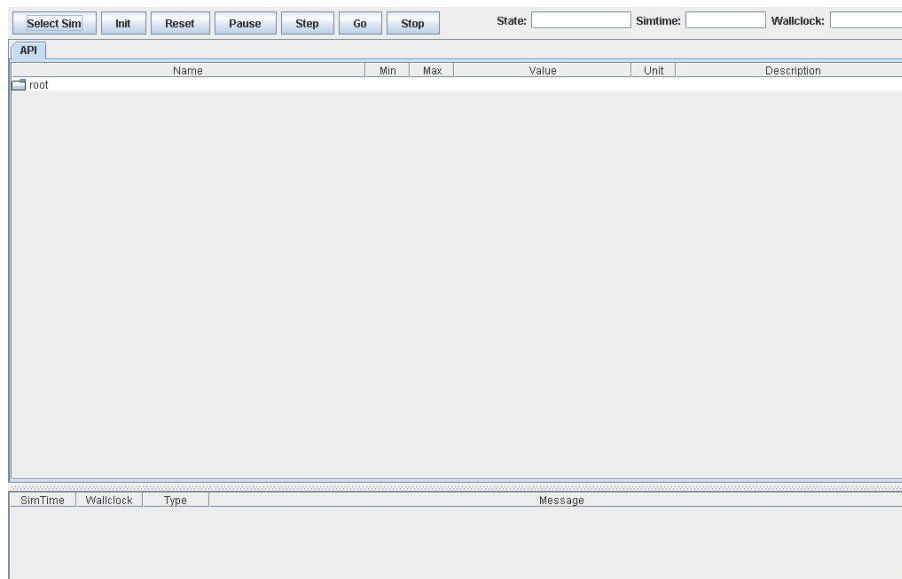 Select Sim Init Reset Pause Step Go Stop State: Simtime: Wallclock:
API
Name Min Max Value Unit Description
root
SimTime Wallclock Type Message